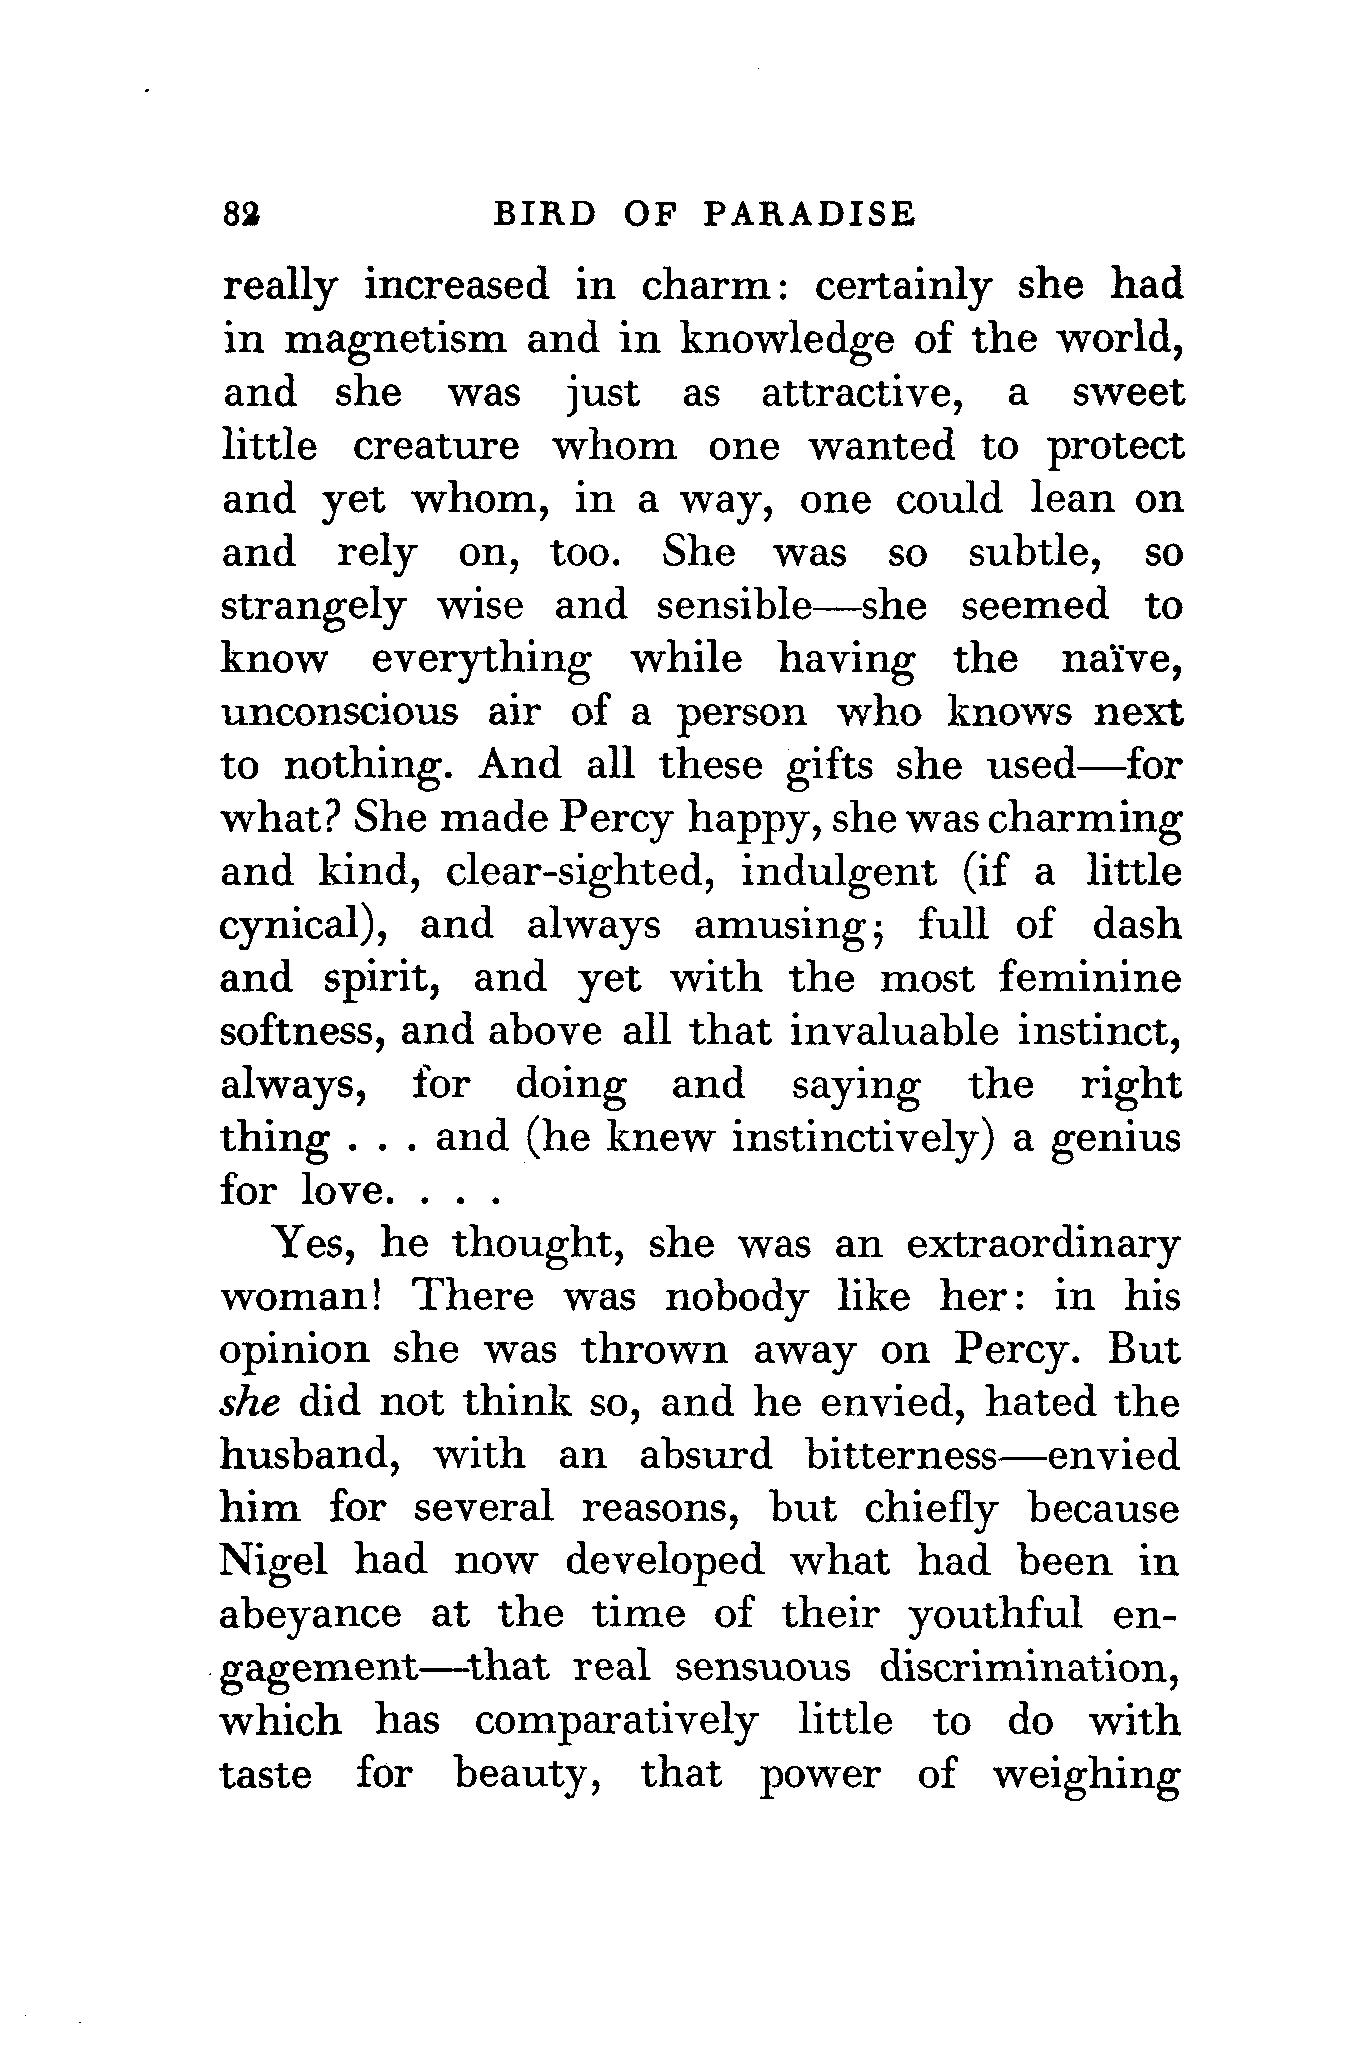 82 BIRD OF PARADISE
really increased in charm: certainly she had
in magnetism and in knowledge of the world,
and she was just as attractive, a sweet
little creature whom one wanted to protect
and yet whom, in a way, one could lean on
and rely on, too. She was so subtle, so
strangely wise and sensible—she seemed to
know everything while having the naïve,
unconscious air of a person who knows next
to nothing. And all these gifts she used—for
what? She made Percy happy, she was charming
and kind, clear-sighted, indulgent (if a little
cynical), and always amusing; full of dash
and spirit, and yet with the most feminine
softness, and above all that invaluable instinct,
always, for doing and saying the right
thing . . . and (he knew instinctively) a genius
for love. . . .
Yes, he thought, she was an extraordinary
woman! There was nobody like her: in his
opinion she was thrown away on Percy. But
she did not think so, and he envied, hated the
husband, with an absurd bitterness—envied
him for several reasons, but chiefly because
Nigel had now developed what had been in
abeyance at the time of their youthful en-
gagement—that real sensuous discrimination,
which has comparatively little to do with
taste for beauty, that power of weighing